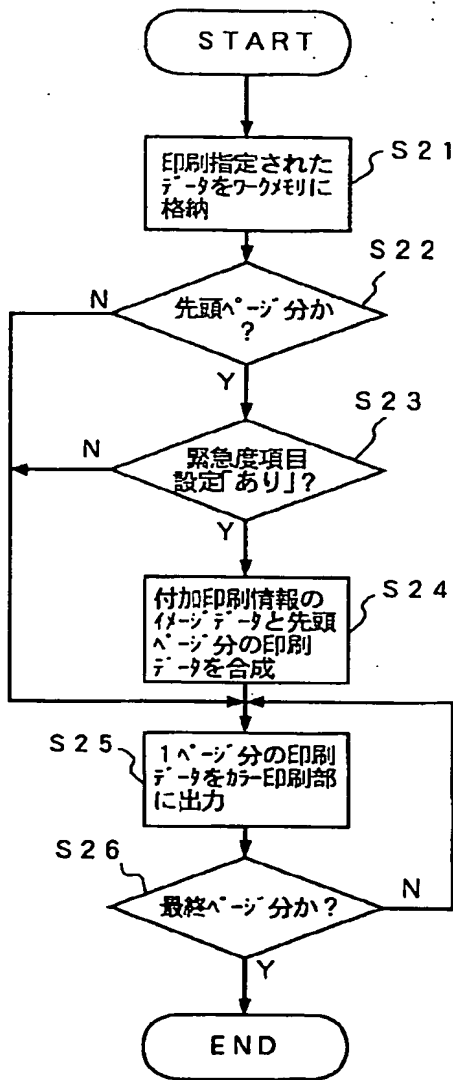 START
印刷指定された
データをワークメモリに
格納
S21
S22
N
先頭ページ分か
?
Y
S23
N
緊急度項目
設定「あり」?
Y
S24
付加印刷情報の
イメージデータと先頭
ページ分の印刷
データを合成
S25
1ページ分の印刷
データをカラー印刷部
に出力
S26
最終ページ分か?
N
Y
END